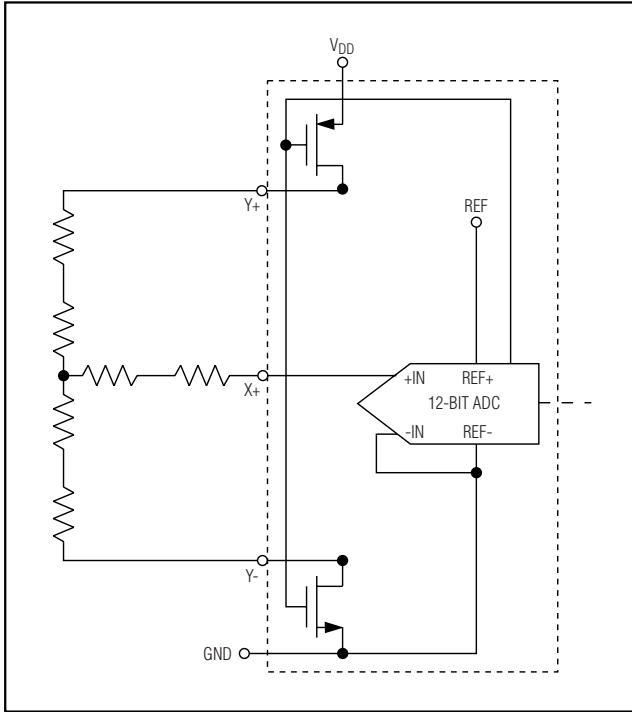 VDD
Y+
REF
X+
+IN REF+
12-BIT ADC
-IN REF-
Y-
GND